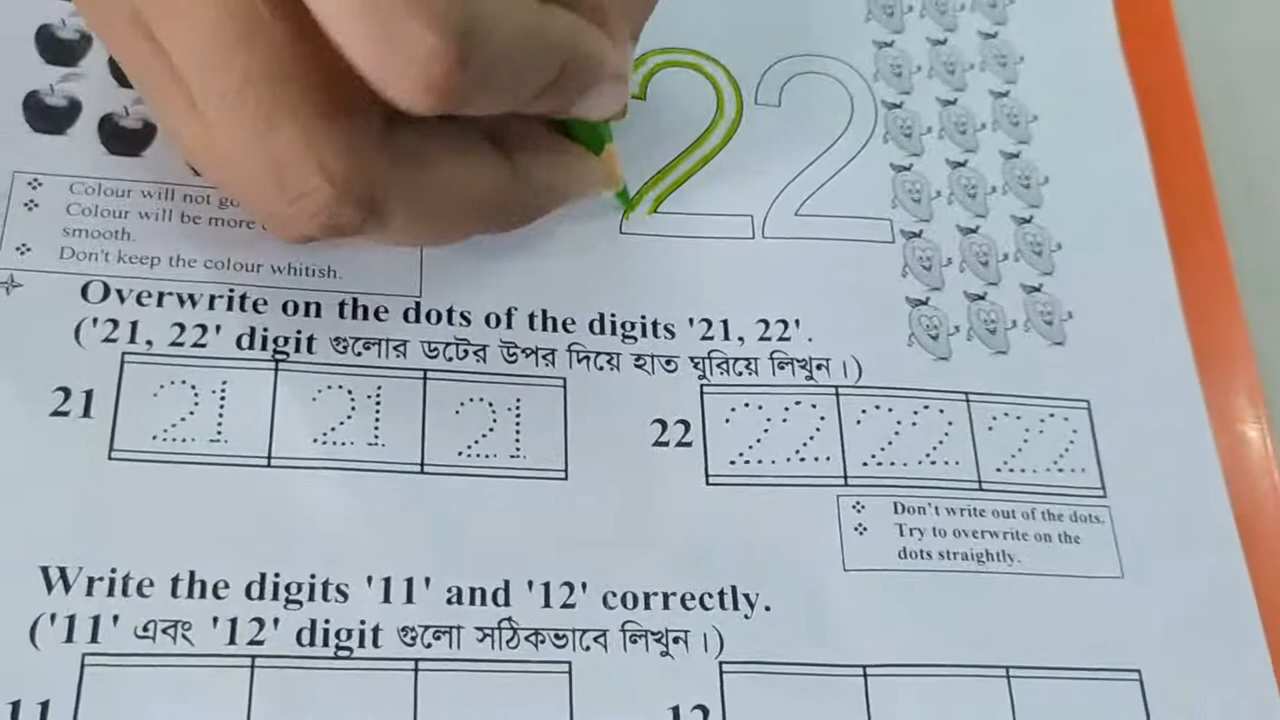 22
❖ Colour will not
❖ Colour will be more
smooth.
❖ Don't keep the colour whitish.
Overwrite on the dots of the digits '21, 22'.
('21, 22' digit গুলোর ডটের উপর দিয়ে হাত ঘুরিয়ে লিখুন।)
21 21 21 21
22 22 22 22
❖ Don't write out of the dots.
❖ Try to overwrite on the
dots straightly.
Write the digits '11' and '12' correctly.
('11' এবং '12' digit গুলো সঠিকভাবে লিখুন।)
11 12